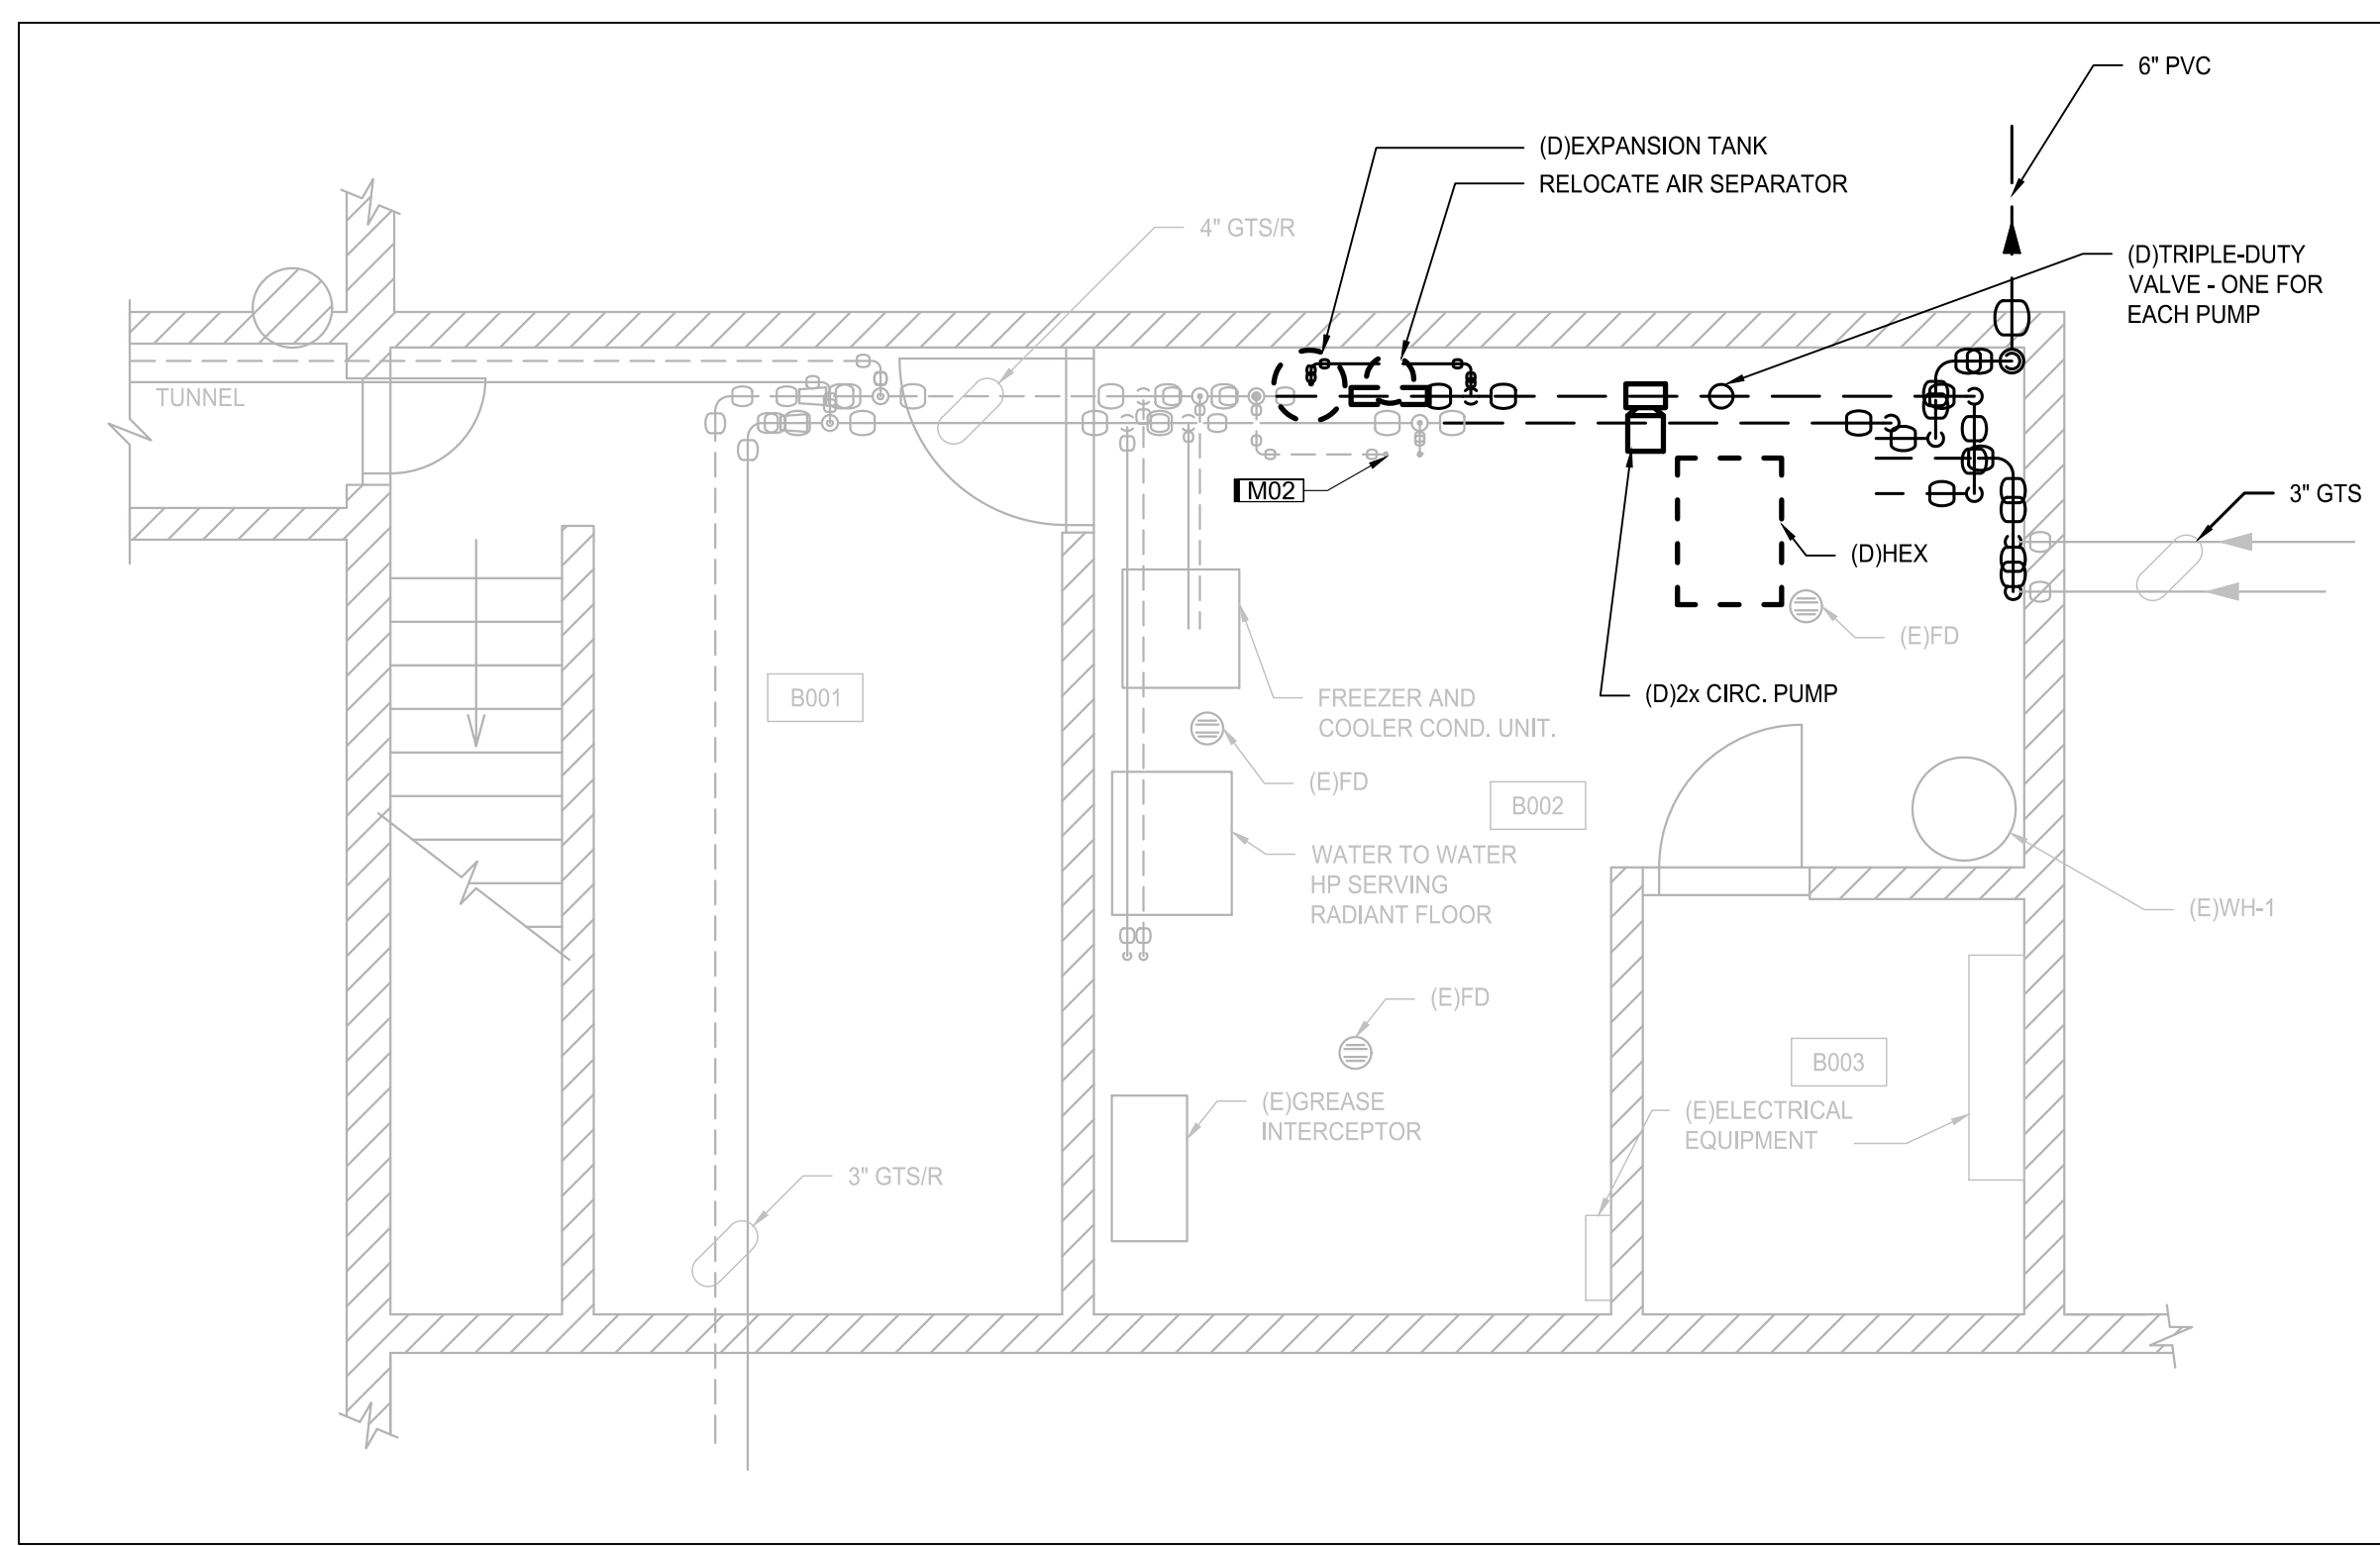 6" PVC
(D)EXPANSION TANK
RELOCATE AIR SEPARATOR
4" GTS/R
(D)TRIPLE-DUTY
VALVE - ONE FOR
EACH PUMP
TUNNEL
M02
3" GTS
(D)HEX
(E)FD
B001
FREEZER AND
COOLER COND. UNIT.
(D)2x CIRC. PUMP
(E)FD
B002
WATER TO WATER
HP SERVING
RADIANT FLOOR
(E)WH-1
(E)FD
B003
(E)GREASE
INTERCEPTOR
(E)ELECTRICAL
EQUIPMENT
3" GTS/R